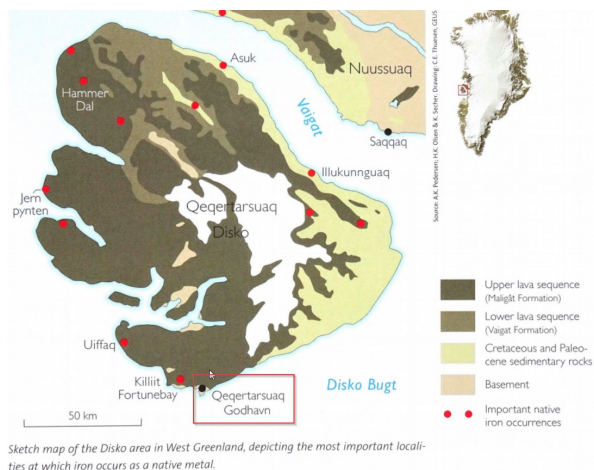 Asuk
Nuussuaq
Hammer
Dal
Vaigat
Saqqaq
Illukunnguaq
Jern
pynten
Qeqertarsuaq
Disko
Uiffaq
Killiit
Fortunebay
Qeqertarsuaq
Godhavn
Disko Bugt
50 km
Source: A.K. Pedersen; H.K. Olsen & K. Secher. Drawing: C.E. Thuesen, GEUS
Upper lava sequence
(Maligât Formation)
Lower lava sequence
(Vaigat Formation)
Cretaceous and Paleo-
cene sedimentary rocks
Basement
Important native
iron occurrences
Sketch map of the Disko area in West Greenland, depicting the most important locali-
ties at which iron occurs as a native metal.